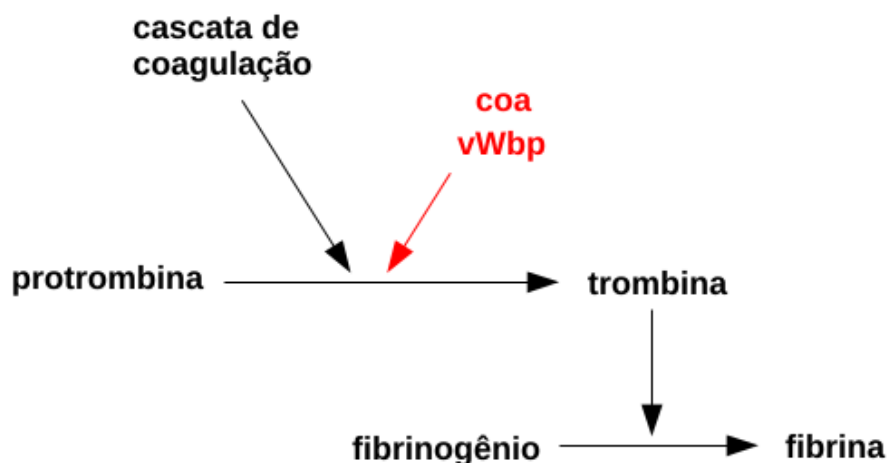 cascata de
coagulação
coa
vWbp
protrombina
trombina
fibrinogênio
fibrina